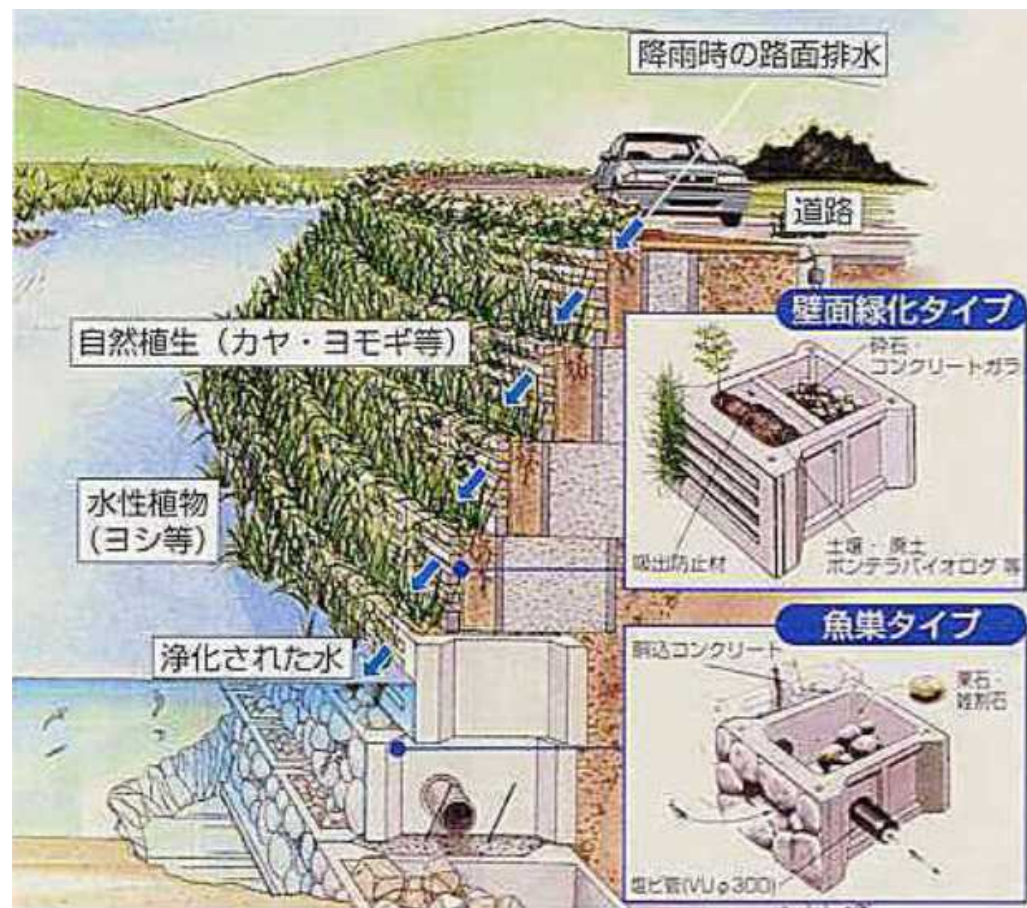 降雨時の路面排水
道路
壁面緑化タイプ
砕石・
コンクリートガラ
自然植生（カヤ・ヨモギ等）
水性植物
（ヨシ等）
吸出防止材
土壌・廃土
ボンテラバイオログ 等
浄化された水
魚巣タイプ
胴込コンクリート
栗石・
雑割石
塩ビ管(VUφ300)